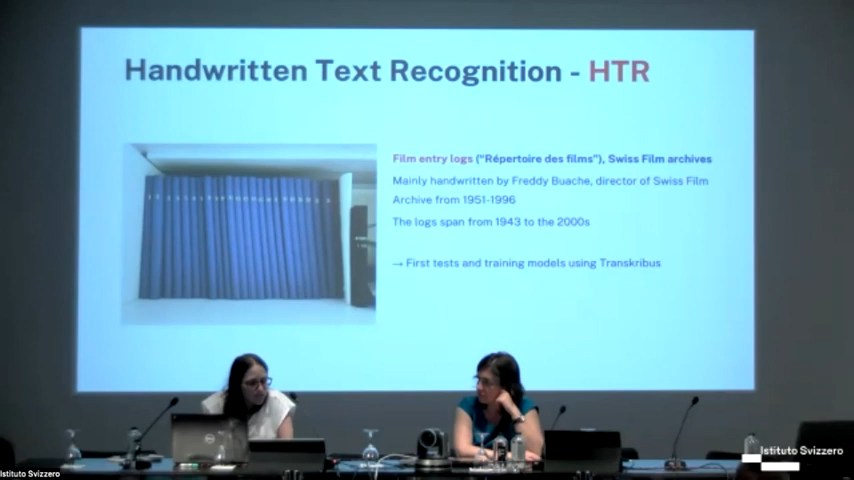 Handwritten Text Recognition - HTR
Film entry logs ("Répertoire des films"), Swiss Film archives
Mainly handwritten by Freddy Buache, director of Swiss Film
Archive from 1951-1996
The logs span from 1943 to the 2000s
→ First tests and training models using Transkribus
Istituto Svizzero
Istituto Svizzero